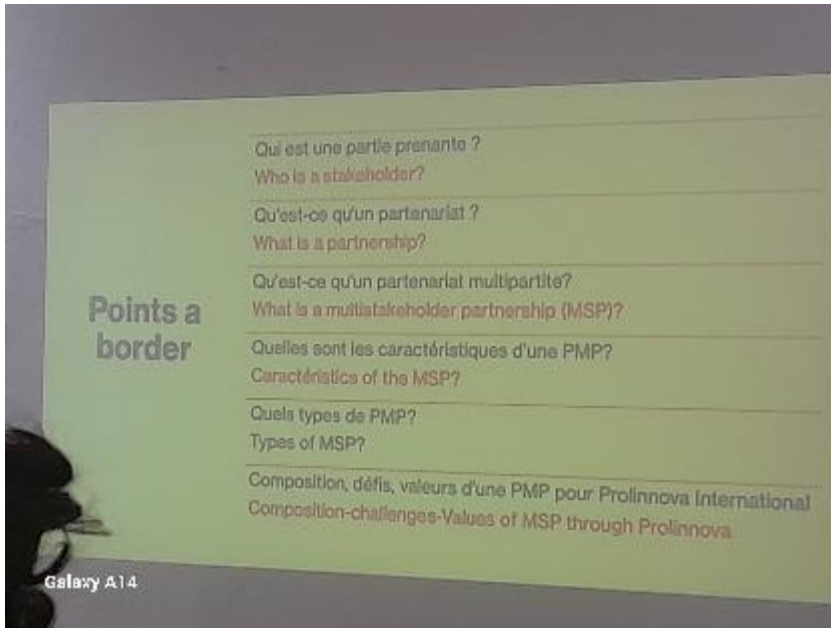 Points a
border
Qui est une partie prenante ?
Who is a stakeholder?
Qu'est-ce qu'un partenariat ?
What is a partnership?
Qu'est-ce qu'un partenariat multipartite?
What is a multistakeholder partnership (MSP)?
Quelles sont les caractéristiques d'une PMP?
Caractéristics of the MSP?
Quels types de PMP?
Types of MSP?
Composition, défis, valeurs d'une PMP pour Prolinnova International
Composition-challenges-Values of MSP through Prolinnova
Galaxy A14